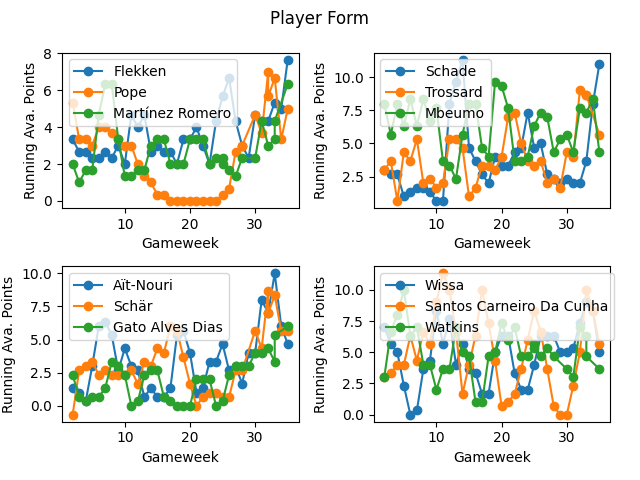 Player Form
Running Ava. Points
8
6
4
2
0
10
20
30
Gameweek
Flekken
Pope
Martínez Romero
Running Ava. Points
10.0
7.5
5.0
2.5
10
20
30
Gameweek
Schade
Trossard
Mbeumo
Running Ava. Points
10.0
7.5
5.0
2.5
0.0
10
20
30
Gameweek
Aït-Nouri
Schär
Gato Alves Dias
Running Ava. Points
10.0
7.5
5.0
2.5
0.0
10
20
30
Gameweek
Wissa
Santos Carneiro Da Cunha
Watkins